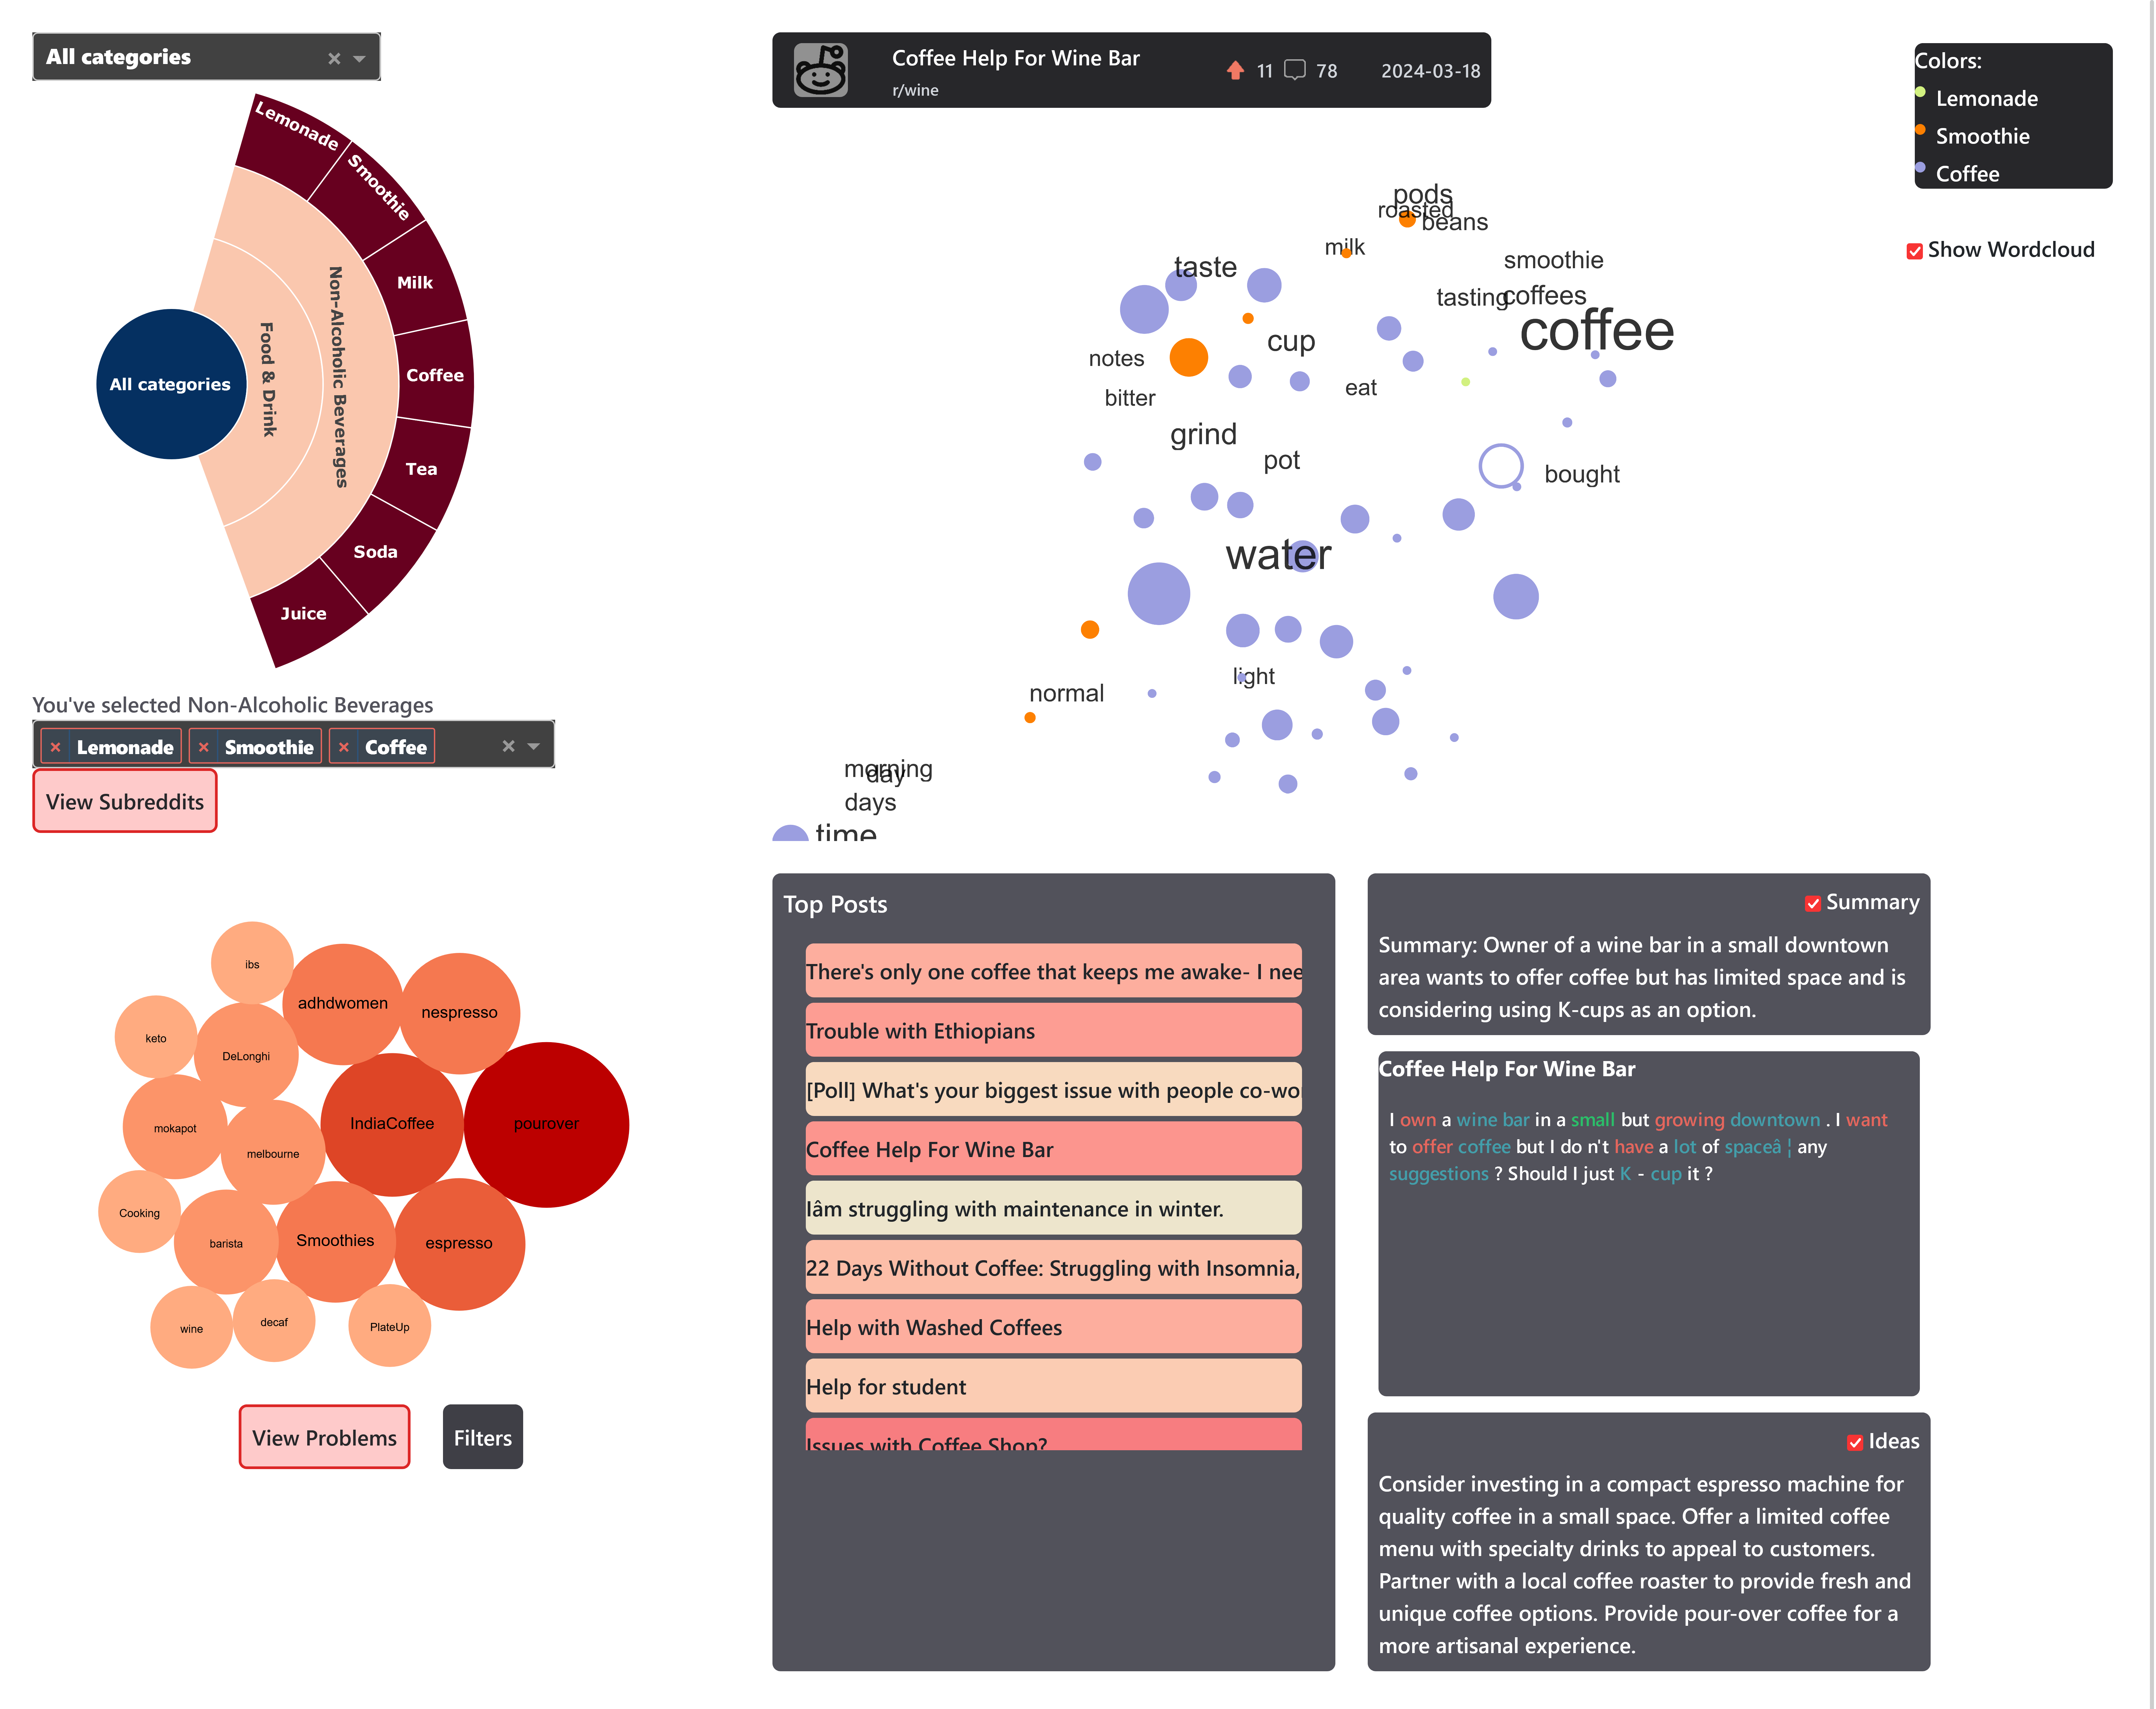 All categories
Lemonade
Smoothie
Milk
Coffee
Tea
Soda
Juice
Non-Alcoholic Beverages
Food & Drink
All categories
You've selected Non-Alcoholic Beverages
× Lemonade × Smoothie × Coffee
View Subreddits
ibs
adhdwomen
nespresso
keto
DeLonghi
mokapot
melbourne
IndiaCoffee
pourover
Cooking
barista
Smoothies
espresso
wine
decaf
PlateUp
View Problems
Filters
Coffee Help For Wine Bar
r/wine
11 78 2024-03-18
Colors:
Lemonade
Smoothie
Coffee
Show Wordcloud
pods
roasted
beans
milk
smoothie
taste
tasting
coffees
coffee
cup
notes
eat
bitter
grind
pot
bought
water
light
normal
morning
day
days
time
Top Posts
There's only one coffee that keeps me awake- I nee
Trouble with Ethiopians
[Poll] What's your biggest issue with people co-wo
Coffee Help For Wine Bar
Iâm struggling with maintenance in winter.
22 Days Without Coffee: Struggling with Insomnia,
Help with Washed Coffees
Help for student
Issues with Coffee Shop?
Summary
Summary: Owner of a wine bar in a small downtown
area wants to offer coffee but has limited space and is
considering using K-cups as an option.
Coffee Help For Wine Bar
I own a wine bar in a small but growing downtown . I want
to offer coffee but I do n't have a lot of spaceâ ¦ any
suggestions ? Should I just K - cup it ?
Ideas
Consider investing in a compact espresso machine for
quality coffee in a small space. Offer a limited coffee
menu with specialty drinks to appeal to customers.
Partner with a local coffee roaster to provide fresh and
unique coffee options. Provide pour-over coffee for a
more artisanal experience.